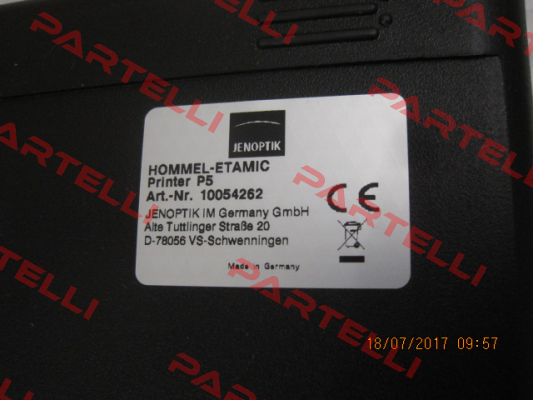 JENOPTIK
HOMMEL-ETAMIC
Printer P5
Art.-Nr. 10054262
JENOPTIK IM Germany GmbH
Alte Tuttlinger Straße 20
D-78056 VS-Schwenningen
CE
Made in Germany
18/07/2017 09:57
PARTELLI
PARTELLI
PARTELLI
PARTELLI
PARTELLI
PARTELLI